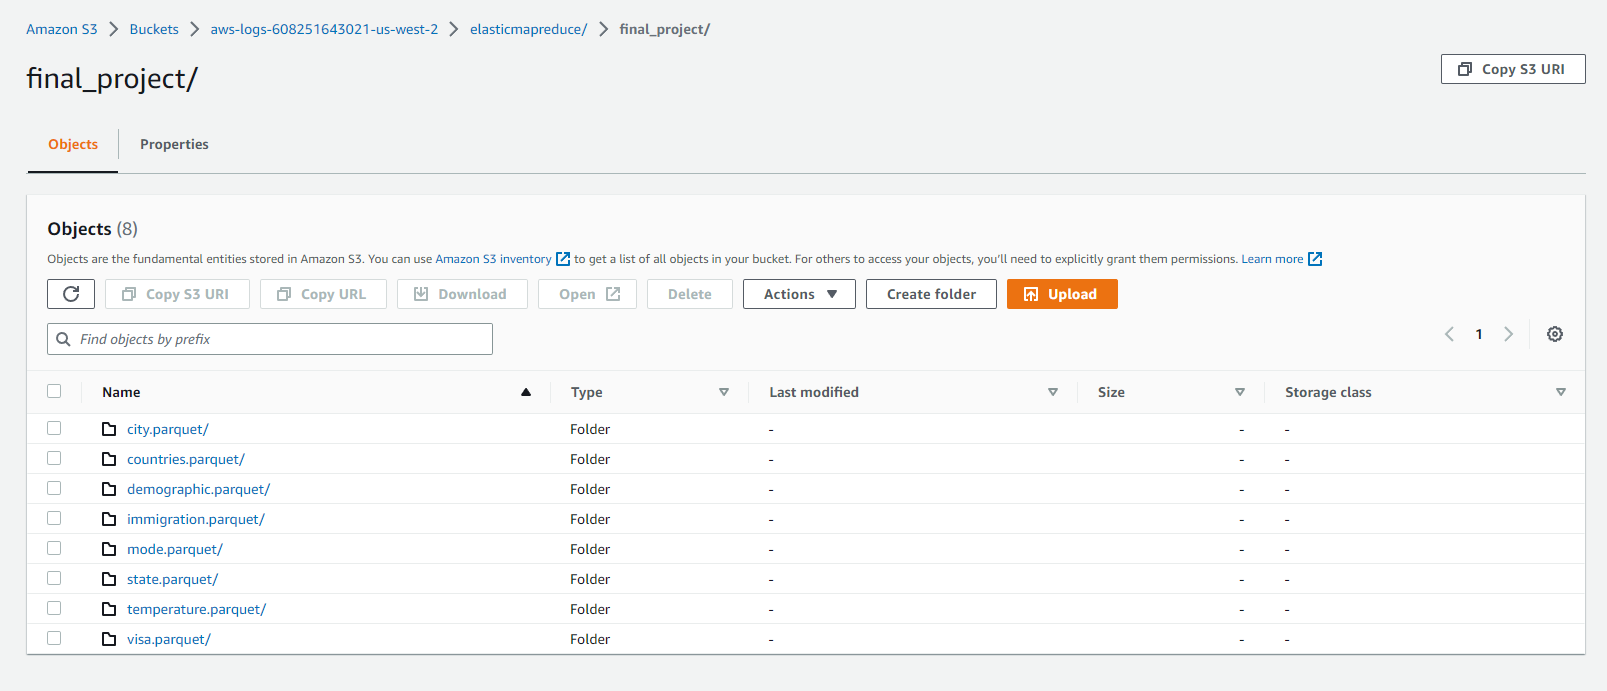 Amazon S3 > Buckets > aws-logs-608251643021-us-west-2 > elasticmapreduce/ > final_project/
final_project/
Copy S3 URI
Objects
Properties
Objects (8)
Objects are the fundamental entities stored in Amazon S3. You can use Amazon S3 inventory to get a list of all objects in your bucket. For others to access your objects, you'll need to explicitly grant them permissions. Learn more
Copy S3 URI Copy URL Download Open Delete Actions Create folder Upload
Find objects by prefix
1
Name Type Last modified Size Storage class
city.parquet/ Folder - - -
countries.parquet/ Folder - - -
demographic.parquet/ Folder - - -
immigration.parquet/ Folder - - -
mode.parquet/ Folder - - -
state.parquet/ Folder - - -
temperature.parquet/ Folder - - -
visa.parquet/ Folder - - -